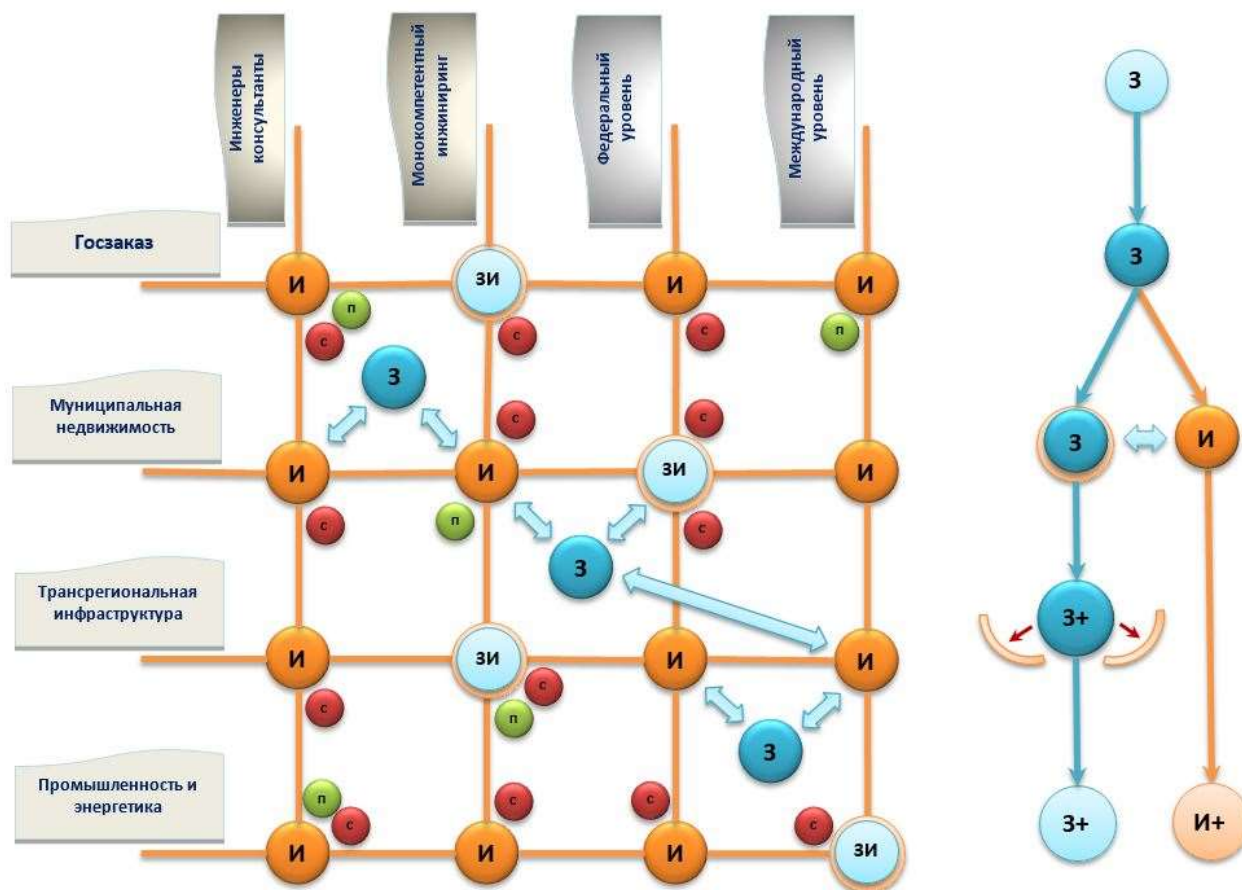 Инженеры
консультанты
Монокомпетентный
инжиниринг
Федеральный
уровень
Международный
уровень
З
Госзаказ
З
И
ЗИ
И
И
п
п
с
с
с
З
Муниципальная
недвижимость
с
с
З
И
И
И
ЗИ
И
с
п
с
З
Трансрегиональная
инфраструктура
З+
И
ЗИ
И
И
с
с
п
З
Промышленность и
энергетика
п
с
с
с
с
З+
И+
И
И
И
ЗИ